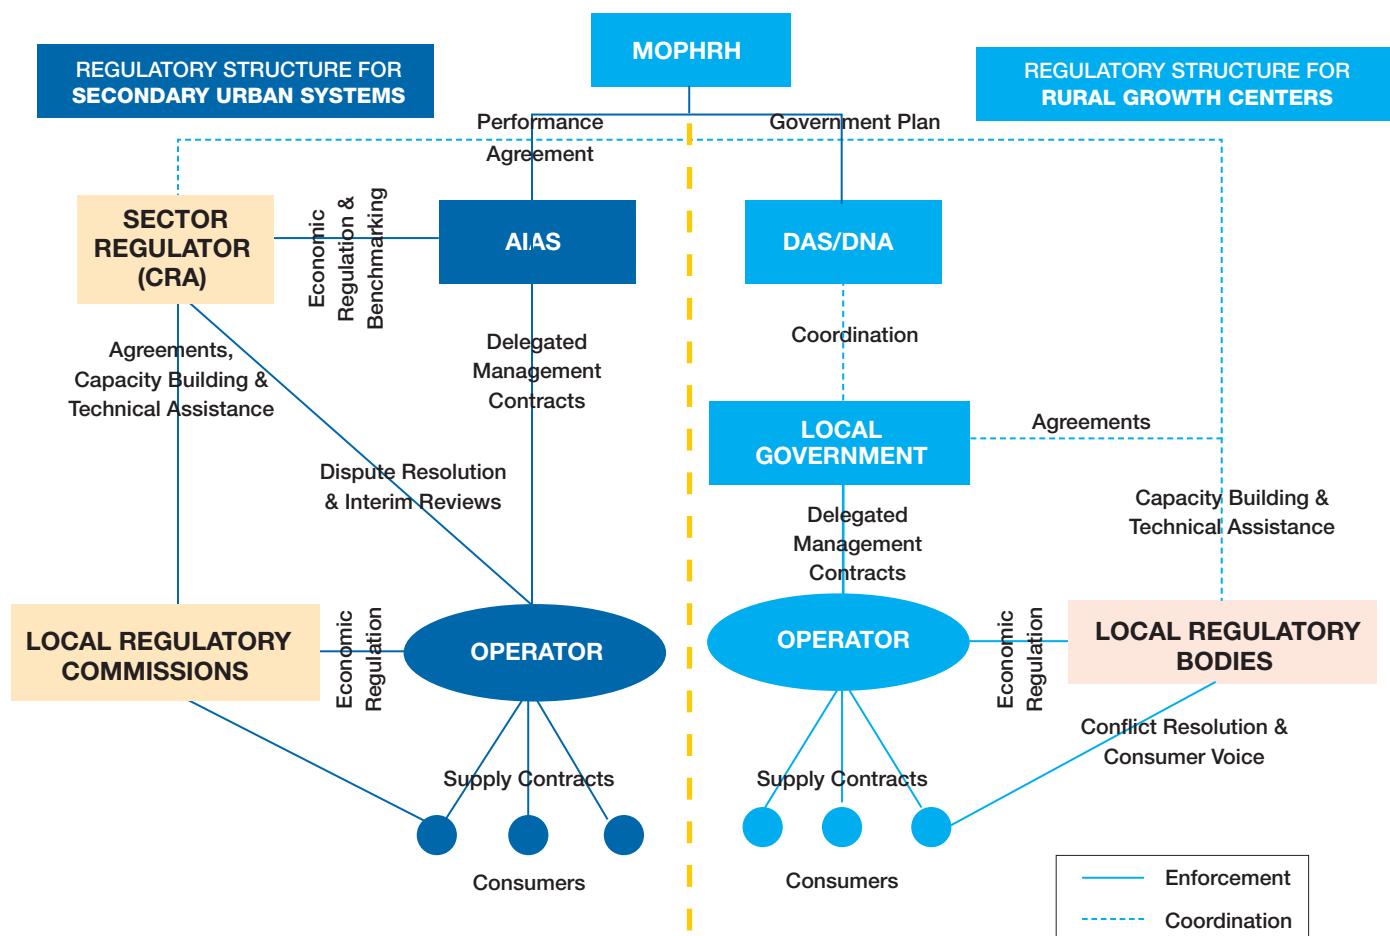 MOPHRH
REGULATORY STRUCTURE FOR
SECONDARY URBAN SYSTEMS
REGULATORY STRUCTURE FOR
RURAL GROWTH CENTERS
Performance
Agreement
Government Plan
SECTOR
REGULATOR
(CRA)
Economic
Regulation &
Benchmarking
AIAS
DAS/DNA
Agreements,
Capacity Building &
Technical Assistance
Delegated
Management
Contracts
Coordination
LOCAL
GOVERNMENT
Agreements
Dispute Resolution
& Interim Reviews
Delegated
Management
Contracts
Capacity Building &
Technical Assistance
LOCAL REGULATORY
COMMISSIONS
Economic
Regulation
OPERATOR
OPERATOR
Economic
Regulation
LOCAL REGULATORY
BODIES
Conflict Resolution &
Consumer Voice
Supply Contracts
Supply Contracts
Consumers
Consumers
Enforcement
Coordination